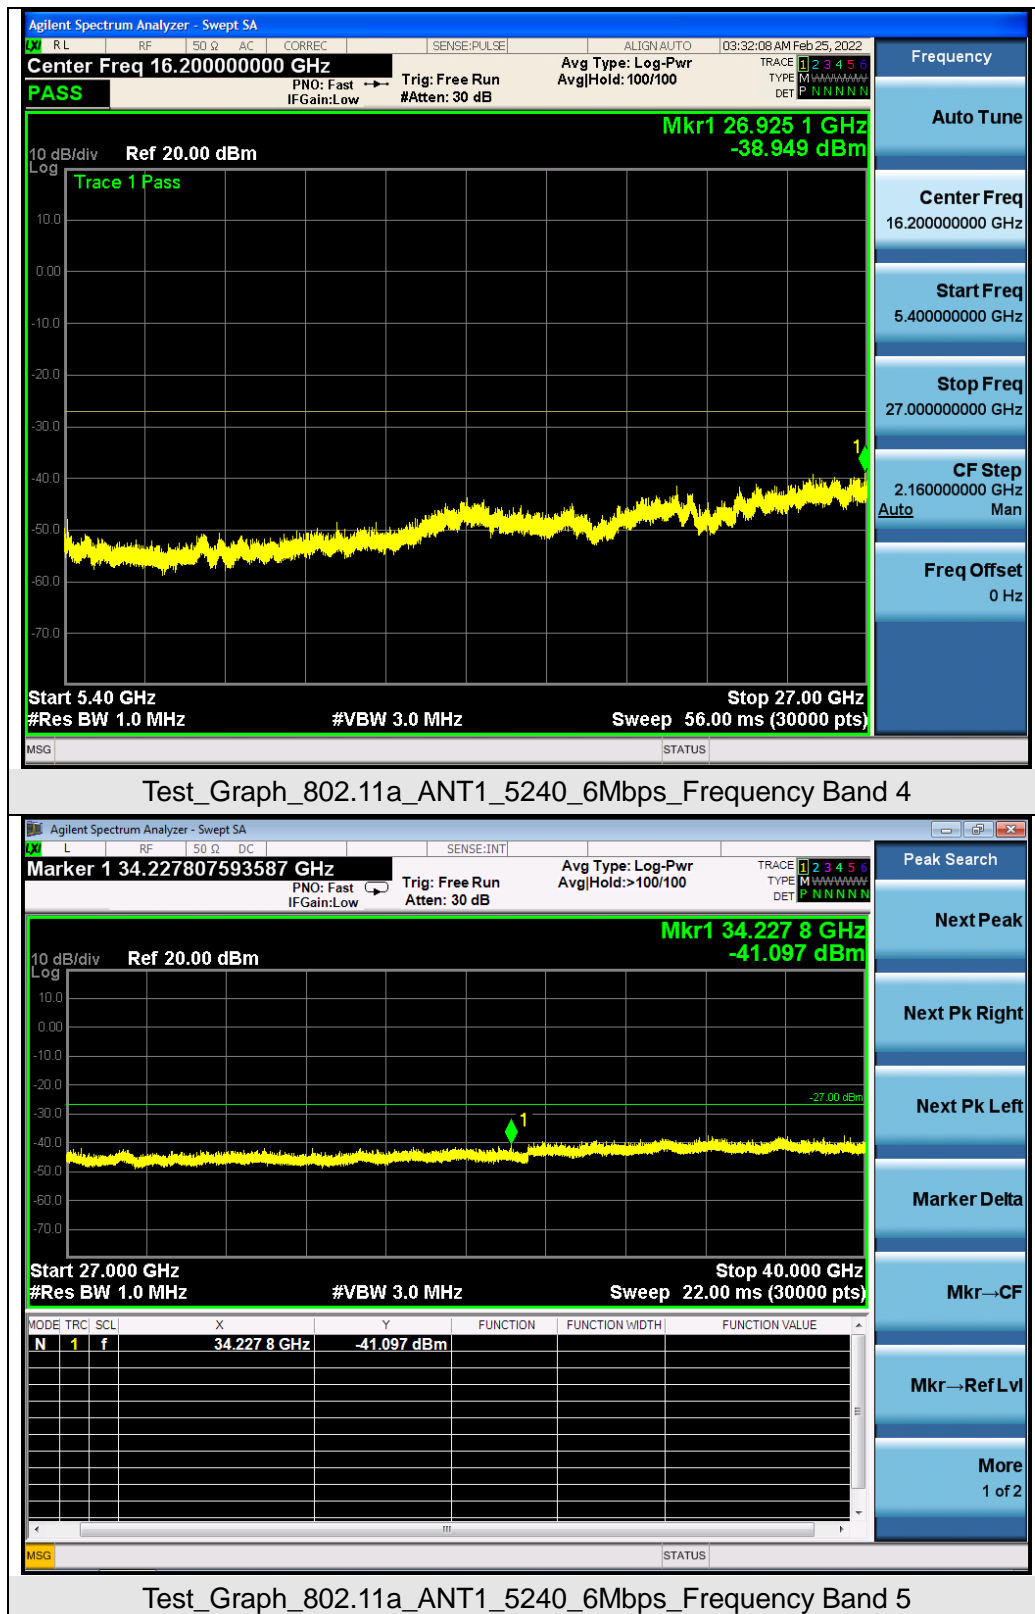 Agilent Spectrum Analyzer - Swept SA
LXI RL RF 50 Ω AC CORREC SENSE:PULSE ALIGN AUTO 03:32:08 AM Feb 25, 2022
Center Freq 16.200000000 GHz
PASS
PNO: Fast
IFGain:Low
Trig: Free Run
#Atten: 30 dB
Avg Type: Log-Pwr
Avg|Hold: 100/100
TRACE 1 2 3 4 5 6
TYPE M WWWWW
DET P N N N N N
Mkr1 26.925 1 GHz
-38.949 dBm
10 dB/div Ref 20.00 dBm
Log
Trace 1 Pass
10.0
0.00
-10.0
-20.0
-30.0
1
-40.0
-50.0
-60.0
-70.0
Start 5.40 GHz Stop 27.00 GHz
#Res BW 1.0 MHz #VBW 3.0 MHz Sweep 56.00 ms (30000 pts)
MSG STATUS
Frequency
Auto Tune
Center Freq
16.200000000 GHz
Start Freq
5.400000000 GHz
Stop Freq
27.000000000 GHz
CF Step
2.160000000 GHz
Auto Man
Freq Offset
0 Hz
Test_Graph_802.11a_ANT1_5240_6Mbps_Frequency Band 4
Agilent Spectrum Analyzer - Swept SA
LXI L RF 50 Ω DC SENSE:INT
Marker 1 34.227807593587 GHz
PNO: Fast
IFGain:Low
Trig: Free Run
Atten: 30 dB
Avg Type: Log-Pwr
Avg|Hold:>100/100
TRACE 1 2 3 4 5 6
TYPE M WWWWW
DET P N N N N N
Mkr1 34.227 8 GHz
-41.097 dBm
10 dB/div Ref 20.00 dBm
Log
10.0
0.00
-10.0
-20.0
-27.00 dBm
-30.0
1
-40.0
-50.0
-60.0
-70.0
Start 27.000 GHz Stop 40.000 GHz
#Res BW 1.0 MHz #VBW 3.0 MHz Sweep 22.00 ms (30000 pts)
MODE TRC SCL X Y FUNCTION FUNCTION WIDTH FUNCTION VALUE
N 1 f 34.227 8 GHz -41.097 dBm
MSG STATUS
Peak Search
Next Peak
Next Pk Right
Next Pk Left
Marker Delta
Mkr→CF
Mkr→Ref Lvl
More
1 of 2
Test_Graph_802.11a_ANT1_5240_6Mbps_Frequency Band 5